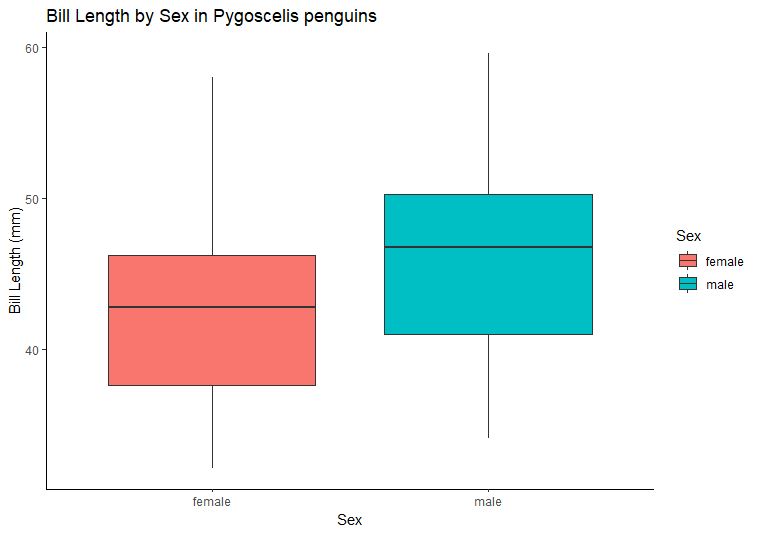 Bill Length by Sex in Pygoscelis penguins
60
50
40
Bill Length (mm)
female
male
Sex
Sex
female
male